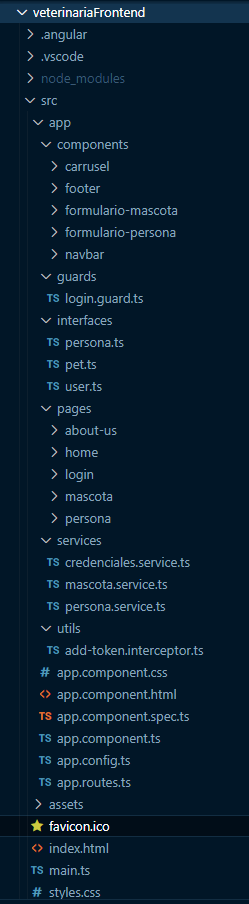 veterinariaFrontend
.angular
.vscode
node_modules
src
app
components
carrusel
footer
formulario-mascota
formulario-persona
navbar
guards
TS login.guard.ts
interfaces
TS persona.ts
TS pet.ts
TS user.ts
pages
about-us
home
login
mascota
persona
services
TS credenciales.service.ts
TS mascota.service.ts
TS persona.service.ts
utils
TS add-token.interceptor.ts
# app.component.css
<> app.component.html
TS app.component.spec.ts
TS app.component.ts
TS app.config.ts
TS app.routes.ts
assets
favicon.ico
<> index.html
TS main.ts
# styles.css